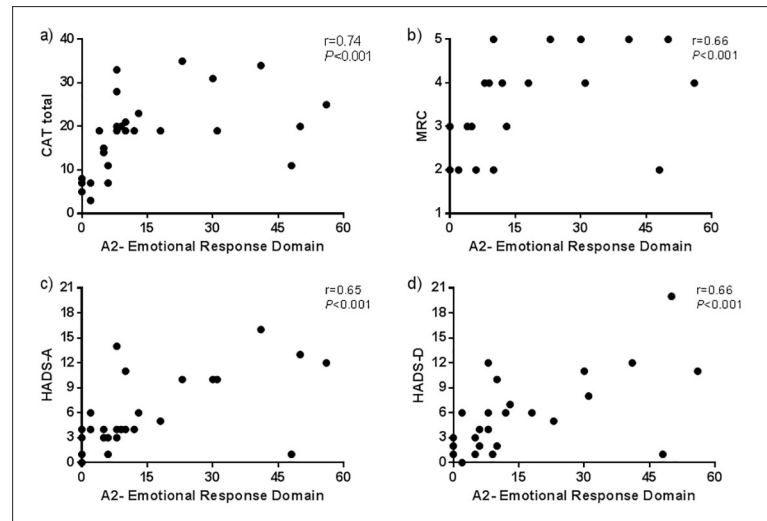 a)
r=0.74
P<0.001
CAT total
40
30
20
10
0
0 15 30 45 60
A2- Emotional Response Domain
b)
r=0.66
P<0.001
MRC
5
4
3
2
1
0 15 30 45 60
A2- Emotional Response Domain
c)
r=0.65
P<0.001
HADS-A
21
18
15
12
9
6
3
0
0 15 30 45 60
A2- Emotional Response Domain
d)
r=0.66
P<0.001
HADS-D
21
18
15
12
9
6
3
0
0 15 30 45 60
A2- Emotional Response Domain